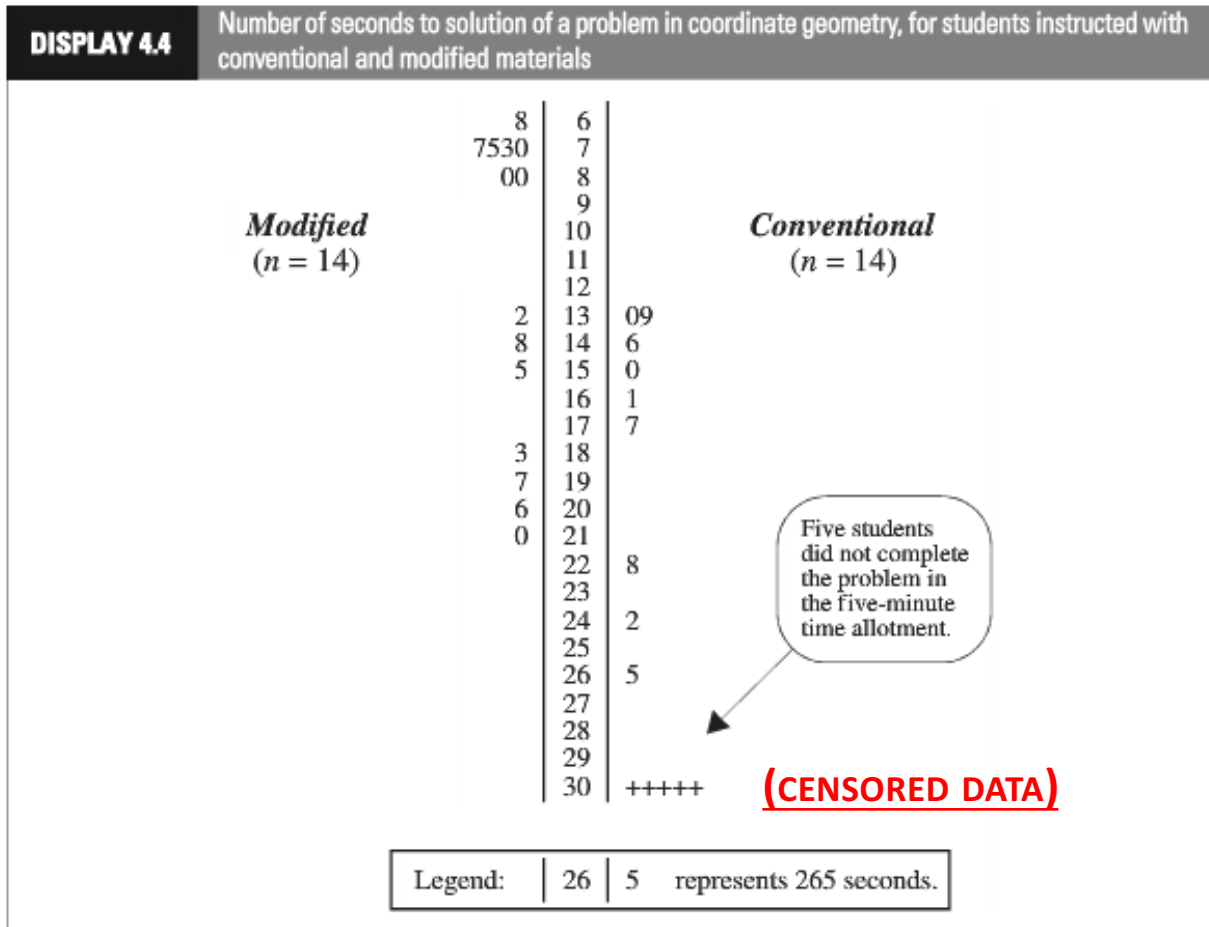 DISPLAY 4.4
Number of seconds to solution of a problem in coordinate geometry, for students instructed with
conventional and modified materials
8 | 6 |
7530 | 7 |
00 | 8 |
| 9 |
Modified | 10 | Conventional
(n = 14) | 11 | (n = 14)
| 12 |
2 | 13 | 09
8 | 14 | 6
5 | 15 | 0
| 16 | 1
| 17 | 7
3 | 18 |
7 | 19 |
6 | 20 |
0 | 21 |
| 22 | 8
| 23 |
| 24 | 2
| 25 |
| 26 | 5
| 27 |
| 28 |
| 29 |
| 30 | +++++
Five students
did not complete
the problem in
the five-minute
time allotment.
(CENSORED DATA)
Legend: | 26 | 5 represents 265 seconds.